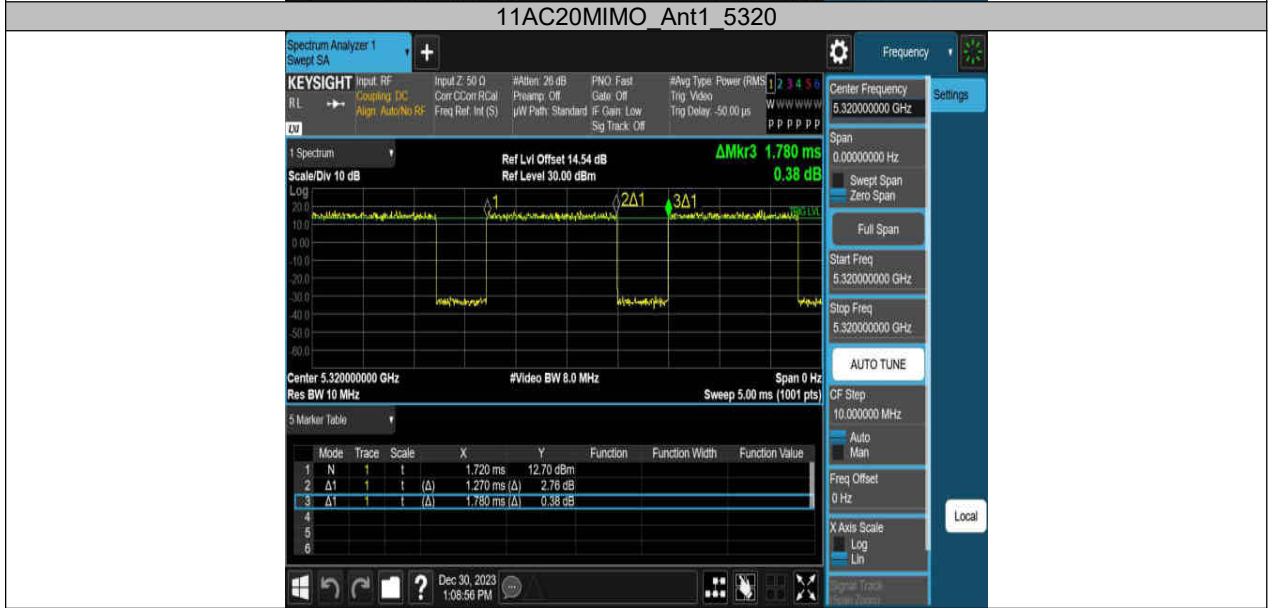 11AC20MIMO_Ant1_5320
Spectrum Analyzer 1
Swept SA
+
Frequency
KEYSIGHT
RL
LXI
Input: RF
Coupling: DC
Align: Auto/No RF
Input Z: 50 Ω
Corr CCorr RCal
Freq Ref: Int (S)
#Atten: 26 dB
Preamp: Off
µW Path: Standard
PNO: Fast
Gate: Off
IF Gain: Low
Sig Track: Off
#Avg Type: Power (RMS
Trig: Video
Trig Delay: -50.00 µs
1 2 3 4 5 6
W W W W W W
P P P P P P
Center Frequency
5.320000000 GHz
Settings
Span
0.00000000 Hz
Swept Span
Zero Span
Full Span
Start Freq
5.320000000 GHz
Stop Freq
5.320000000 GHz
AUTO TUNE
CF Step
10.000000 MHz
Auto
Man
Freq Offset
0 Hz
X Axis Scale
Log
Lin
Signal Track
(Span Zoom)
Local
1 Spectrum
Scale/Div 10 dB
Ref Lvl Offset 14.54 dB
Ref Level 30.00 dBm
ΔMkr3 1.780 ms
0.38 dB
Log
20.0
10.0
0.00
-10.0
-20.0
-30.0
-40.0
-50.0
-60.0
1
2Δ1
3Δ1
TRIG LVL
Center 5.320000000 GHz
Res BW 10 MHz
#Video BW 8.0 MHz
Span 0 Hz
Sweep 5.00 ms (1001 pts)
5 Marker Table
Mode Trace Scale X Y Function Function Width Function Value
1 N 1 t 1.720 ms 12.70 dBm
2 Δ1 1 t (Δ) 1.270 ms (Δ) 2.76 dB
3 Δ1 1 t (Δ) 1.780 ms (Δ) 0.38 dB
4
5
6
?
Dec 30, 2023
1:08:56 PM